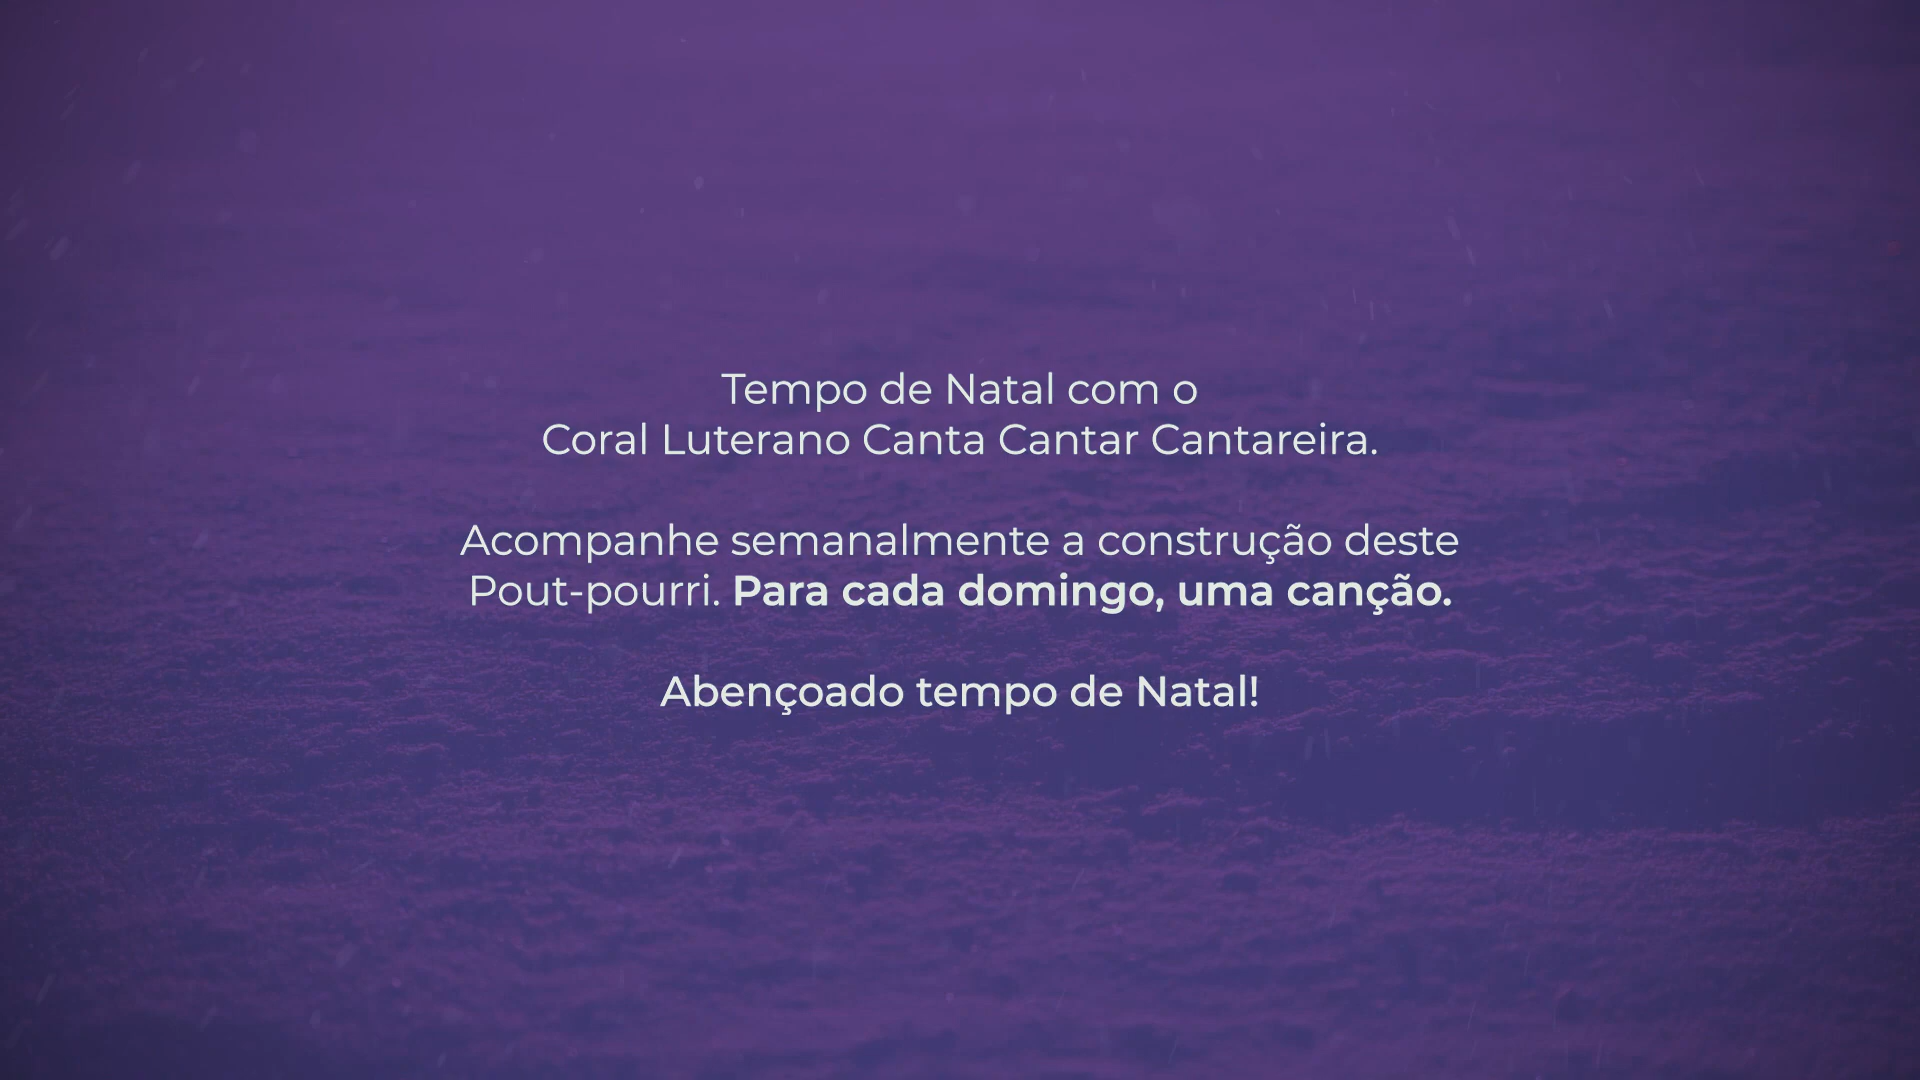 Tempo de Natal com o
Coral Luterano Canta Cantar Cantareira.
Acompanhe semanalmente a construção deste
Pout-pourri. Para cada domingo, uma canção.
Abençoado tempo de Natal!